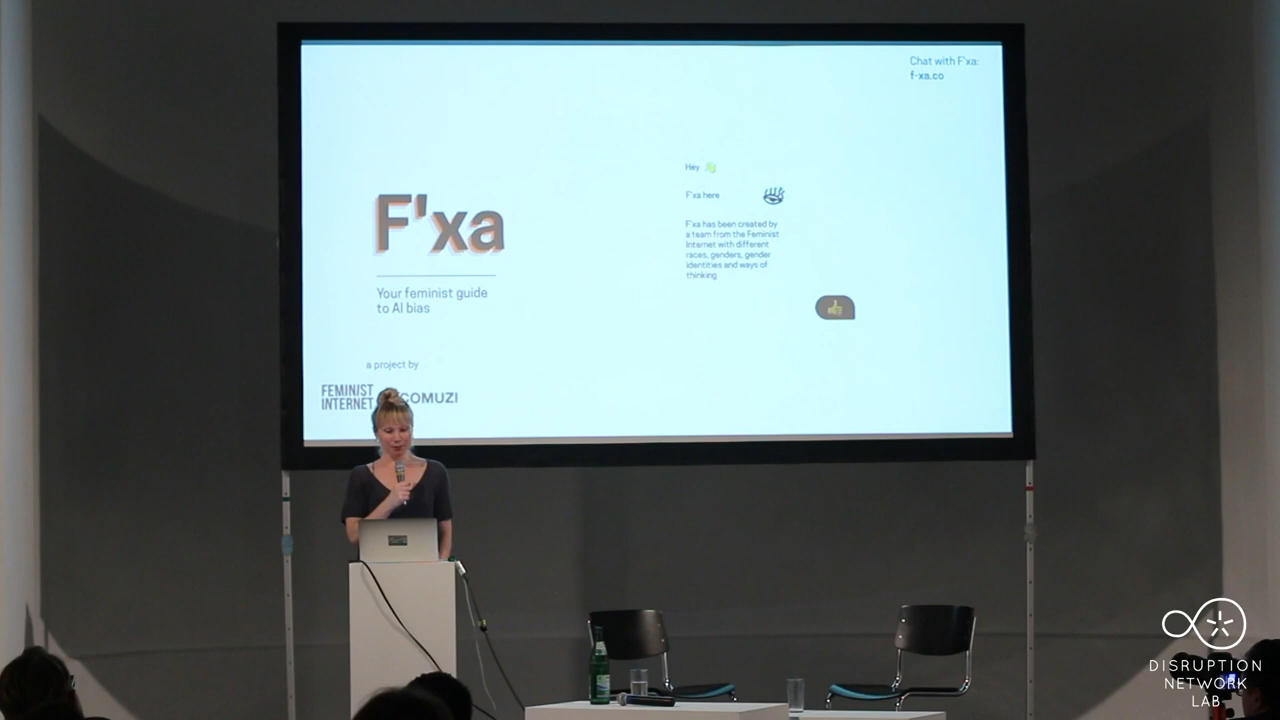 Chat with F'xa:
f-xa.co
F'xa
Your feminist guide
to AI bias
a project by
FEMINIST
INTERNET
COMUZI
Hey
F'xa here
F'xa has been created by
a team from the Feminist
Internet with different
races, genders, gender
identities and ways of
thinking
DISRUPTION
NETWORK
LAB